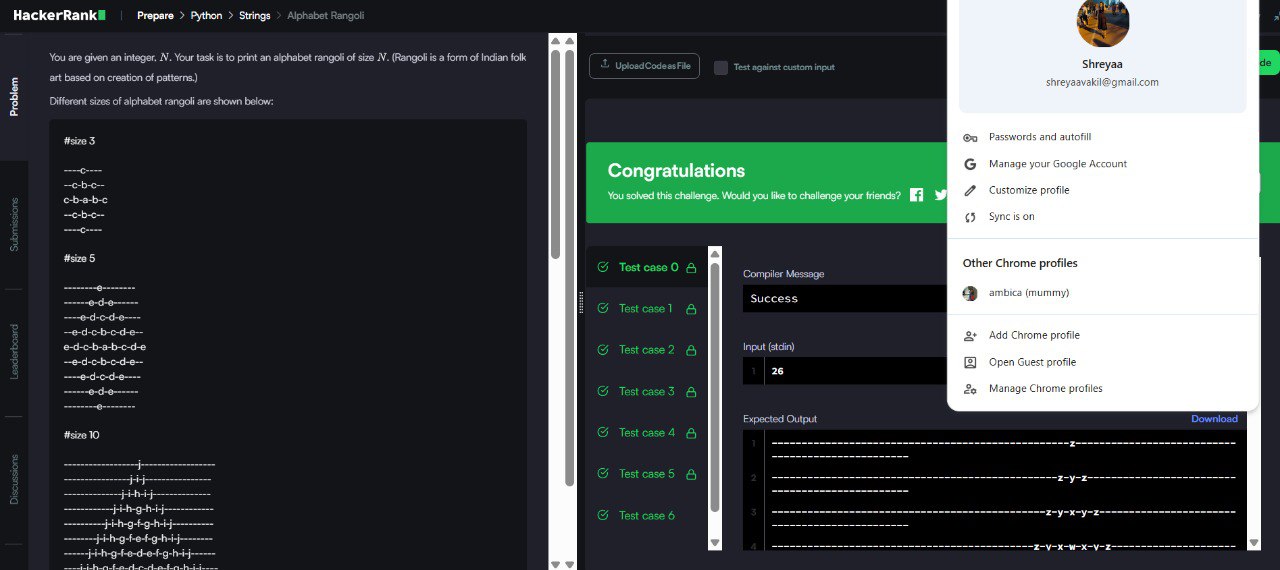 HackerRank
Prepare > Python > Strings > Alphabet Rangoli
Problem
Submissions
Leaderboard
Discussions
You are given an integer, N. Your task is to print an alphabet rangoli of size N. (Rangoli is a form of Indian folk
art based on creation of patterns.)
Different sizes of alphabet rangoli are shown below:
#size 3
----c----
--c-b-c--
c-b-a-b-c
--c-b-c--
----c----
#size 5
--------e--------
------e-d-e------
----e-d-c-d-e----
--e-d-c-b-c-d-e--
e-d-c-b-a-b-c-d-e
--e-d-c-b-c-d-e--
----e-d-c-d-e----
------e-d-e------
--------e--------
#size 10
------------------j------------------
----------------j-i-j----------------
--------------j-i-h-i-j--------------
------------j-i-h-g-h-i-j------------
----------j-i-h-g-f-g-h-i-j----------
--------j-i-h-g-f-e-f-g-h-i-j--------
------j-i-h-g-f-e-d-e-f-g-h-i-j------
----j-i-h-g-f-e-d-c-d-e-f-g-h-i-j----
Upload Code as File
Test against custom input
de
Congratulations
You solved this challenge. Would you like to challenge your friends?
Test case 0
Test case 1
Test case 2
Test case 3
Test case 4
Test case 5
Test case 6
Compiler Message
Success
Input (stdin)
1 26
Expected Output
Download
1 --------------------------------------------------z----------------------------
----------------------
2 ------------------------------------------------z-y-z--------------------------
----------------------
3 ----------------------------------------------z-y-x-y-z------------------------
----------------------
4 --------------------------------------------z-y-x-w-x-y-z----------------------
Shreyaa
shreyaavakil@gmail.com
Passwords and autofill
Manage your Google Account
Customize profile
Sync is on
Other Chrome profiles
ambica (mummy)
Add Chrome profile
Open Guest profile
Manage Chrome profiles